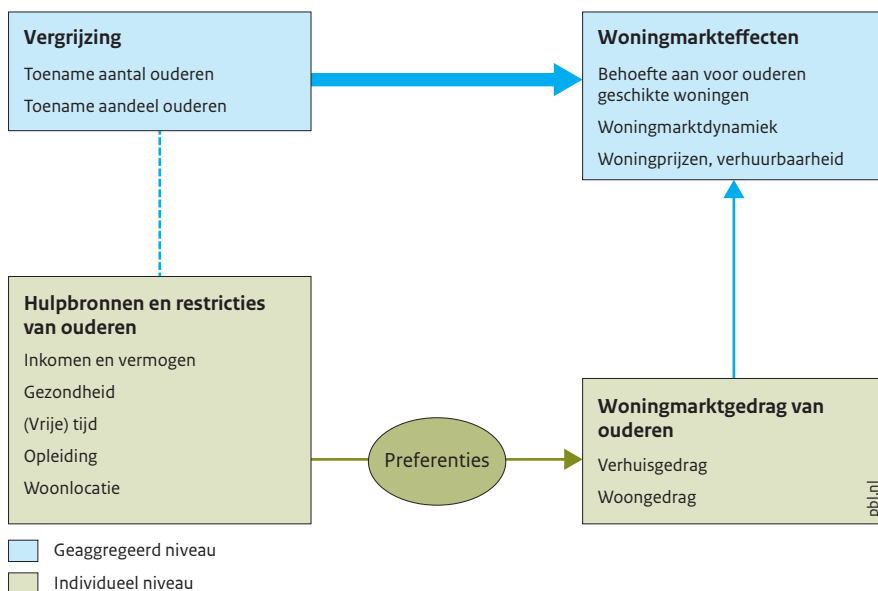 Vergrijzing
Toename aantal ouderen
Toename aandeel ouderen
Woningmarkteffecten
Behoefte aan voor ouderen
geschikte woningen
Woningmarktdynamiek
Woningprijzen, verhuurbaarheid
Hulpbronnen en restricties
van ouderen
Inkomen en vermogen
Gezondheid
(Vrije) tijd
Opleiding
Woonlocatie
Preferenties
Woningmarktgedrag van
ouderen
Verhuisgedrag
Woongedrag
pbl.nl
Geaggregeerd niveau
Individueel niveau